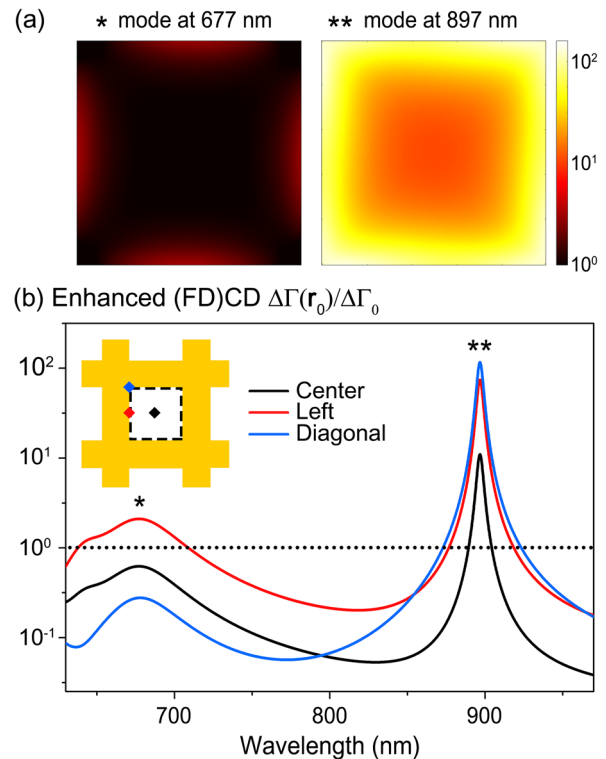 (a)
* mode at 677 nm
** mode at 897 nm
10²
10¹
10⁰
(b) Enhanced (FD)CD ΔΓ(r₀)/ΔΓ₀
10²
10¹
10⁰
10⁻¹
**
*
Center
Left
Diagonal
700
800
900
Wavelength (nm)